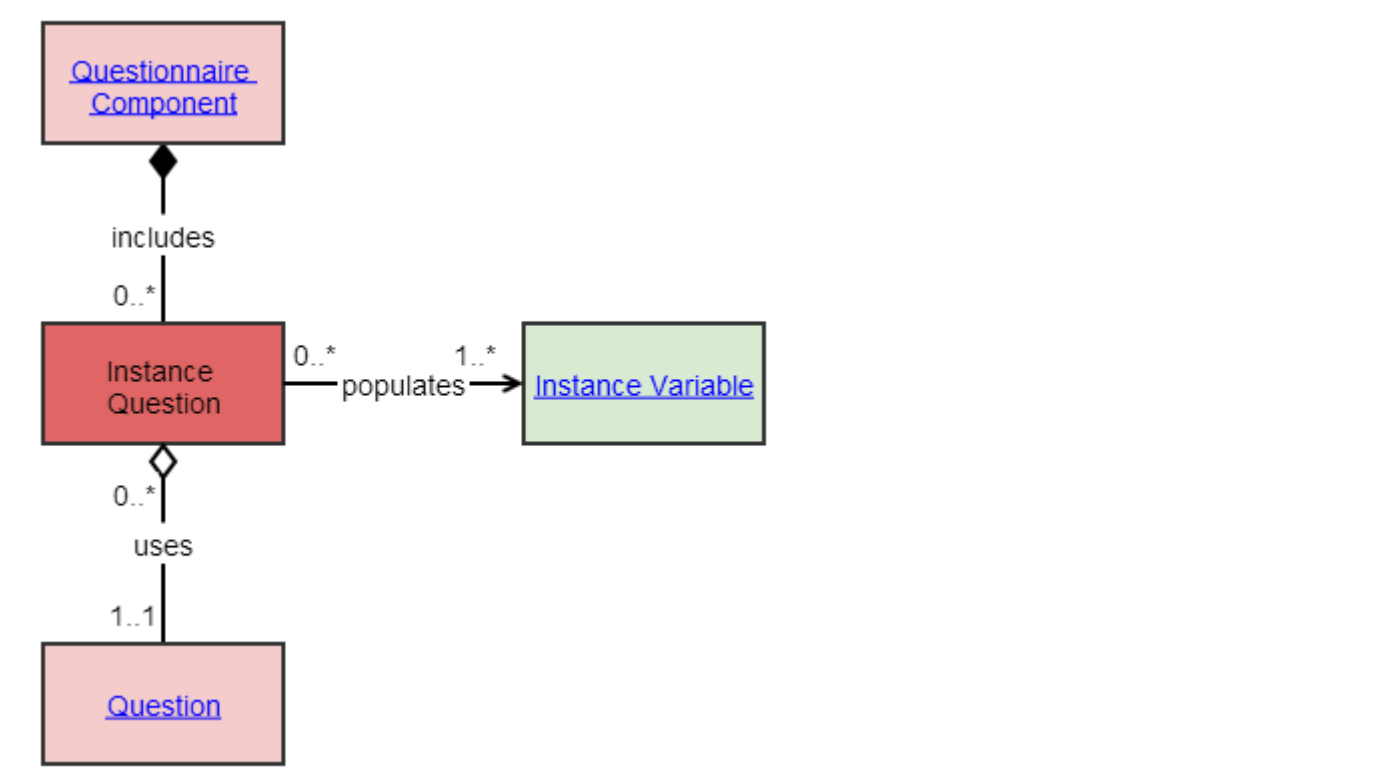 Questionnaire
Component
includes
0..*
Instance
Question
0..*
1..*
populates
Instance Variable
0..*
uses
1..1
Question